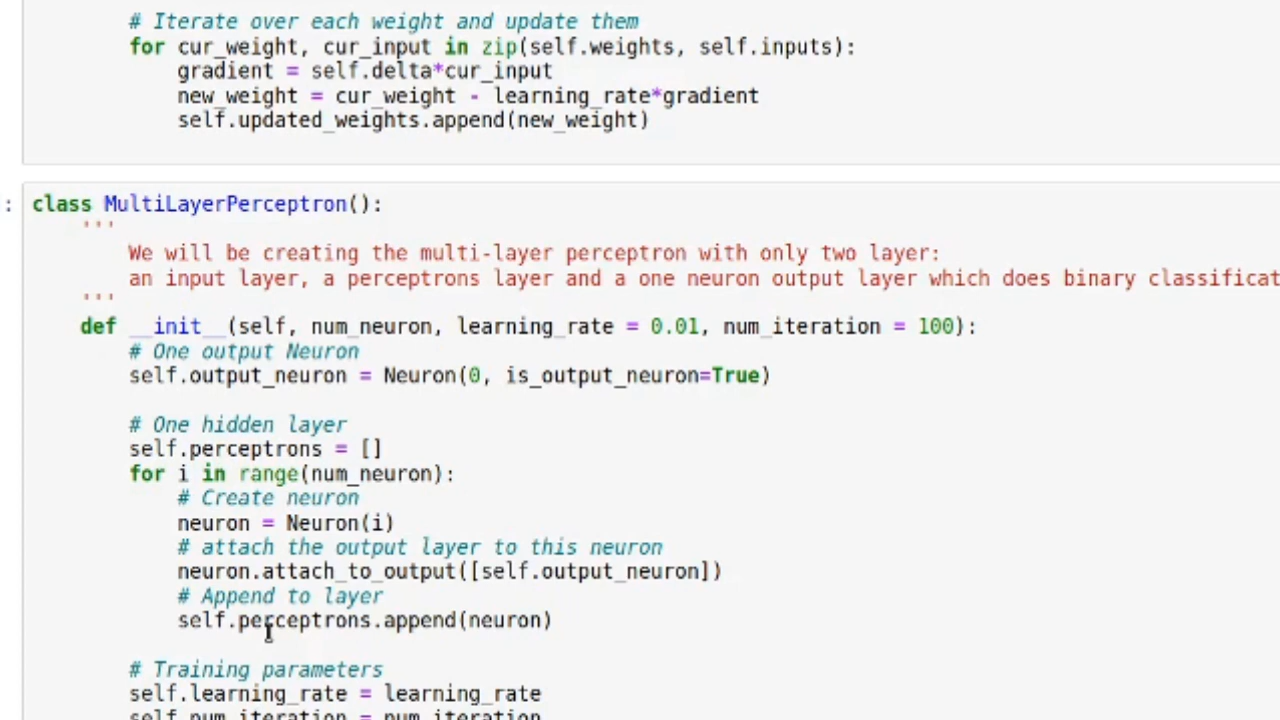 # Iterate over each weight and update them
for cur_weight, cur_input in zip(self.weights, self.inputs):
gradient = self.delta*cur_input
new_weight = cur_weight - learning_rate*gradient
self.updated_weights.append(new_weight)
: class MultiLayerPerceptron():
'''
We will be creating the multi-layer perceptron with only two layer:
an input layer, a perceptrons layer and a one neuron output layer which does binary classificat
'''
def __init__(self, num_neuron, learning_rate = 0.01, num_iteration = 100):
# One output Neuron
self.output_neuron = Neuron(0, is_output_neuron=True)
# One hidden layer
self.perceptrons = []
for i in range(num_neuron):
# Create neuron
neuron = Neuron(i)
# attach the output layer to this neuron
neuron.attach_to_output([self.output_neuron])
# Append to layer
self.perceptrons.append(neuron)
# Training parameters
self.learning_rate = learning_rate
self.num_iteration = num_iteration